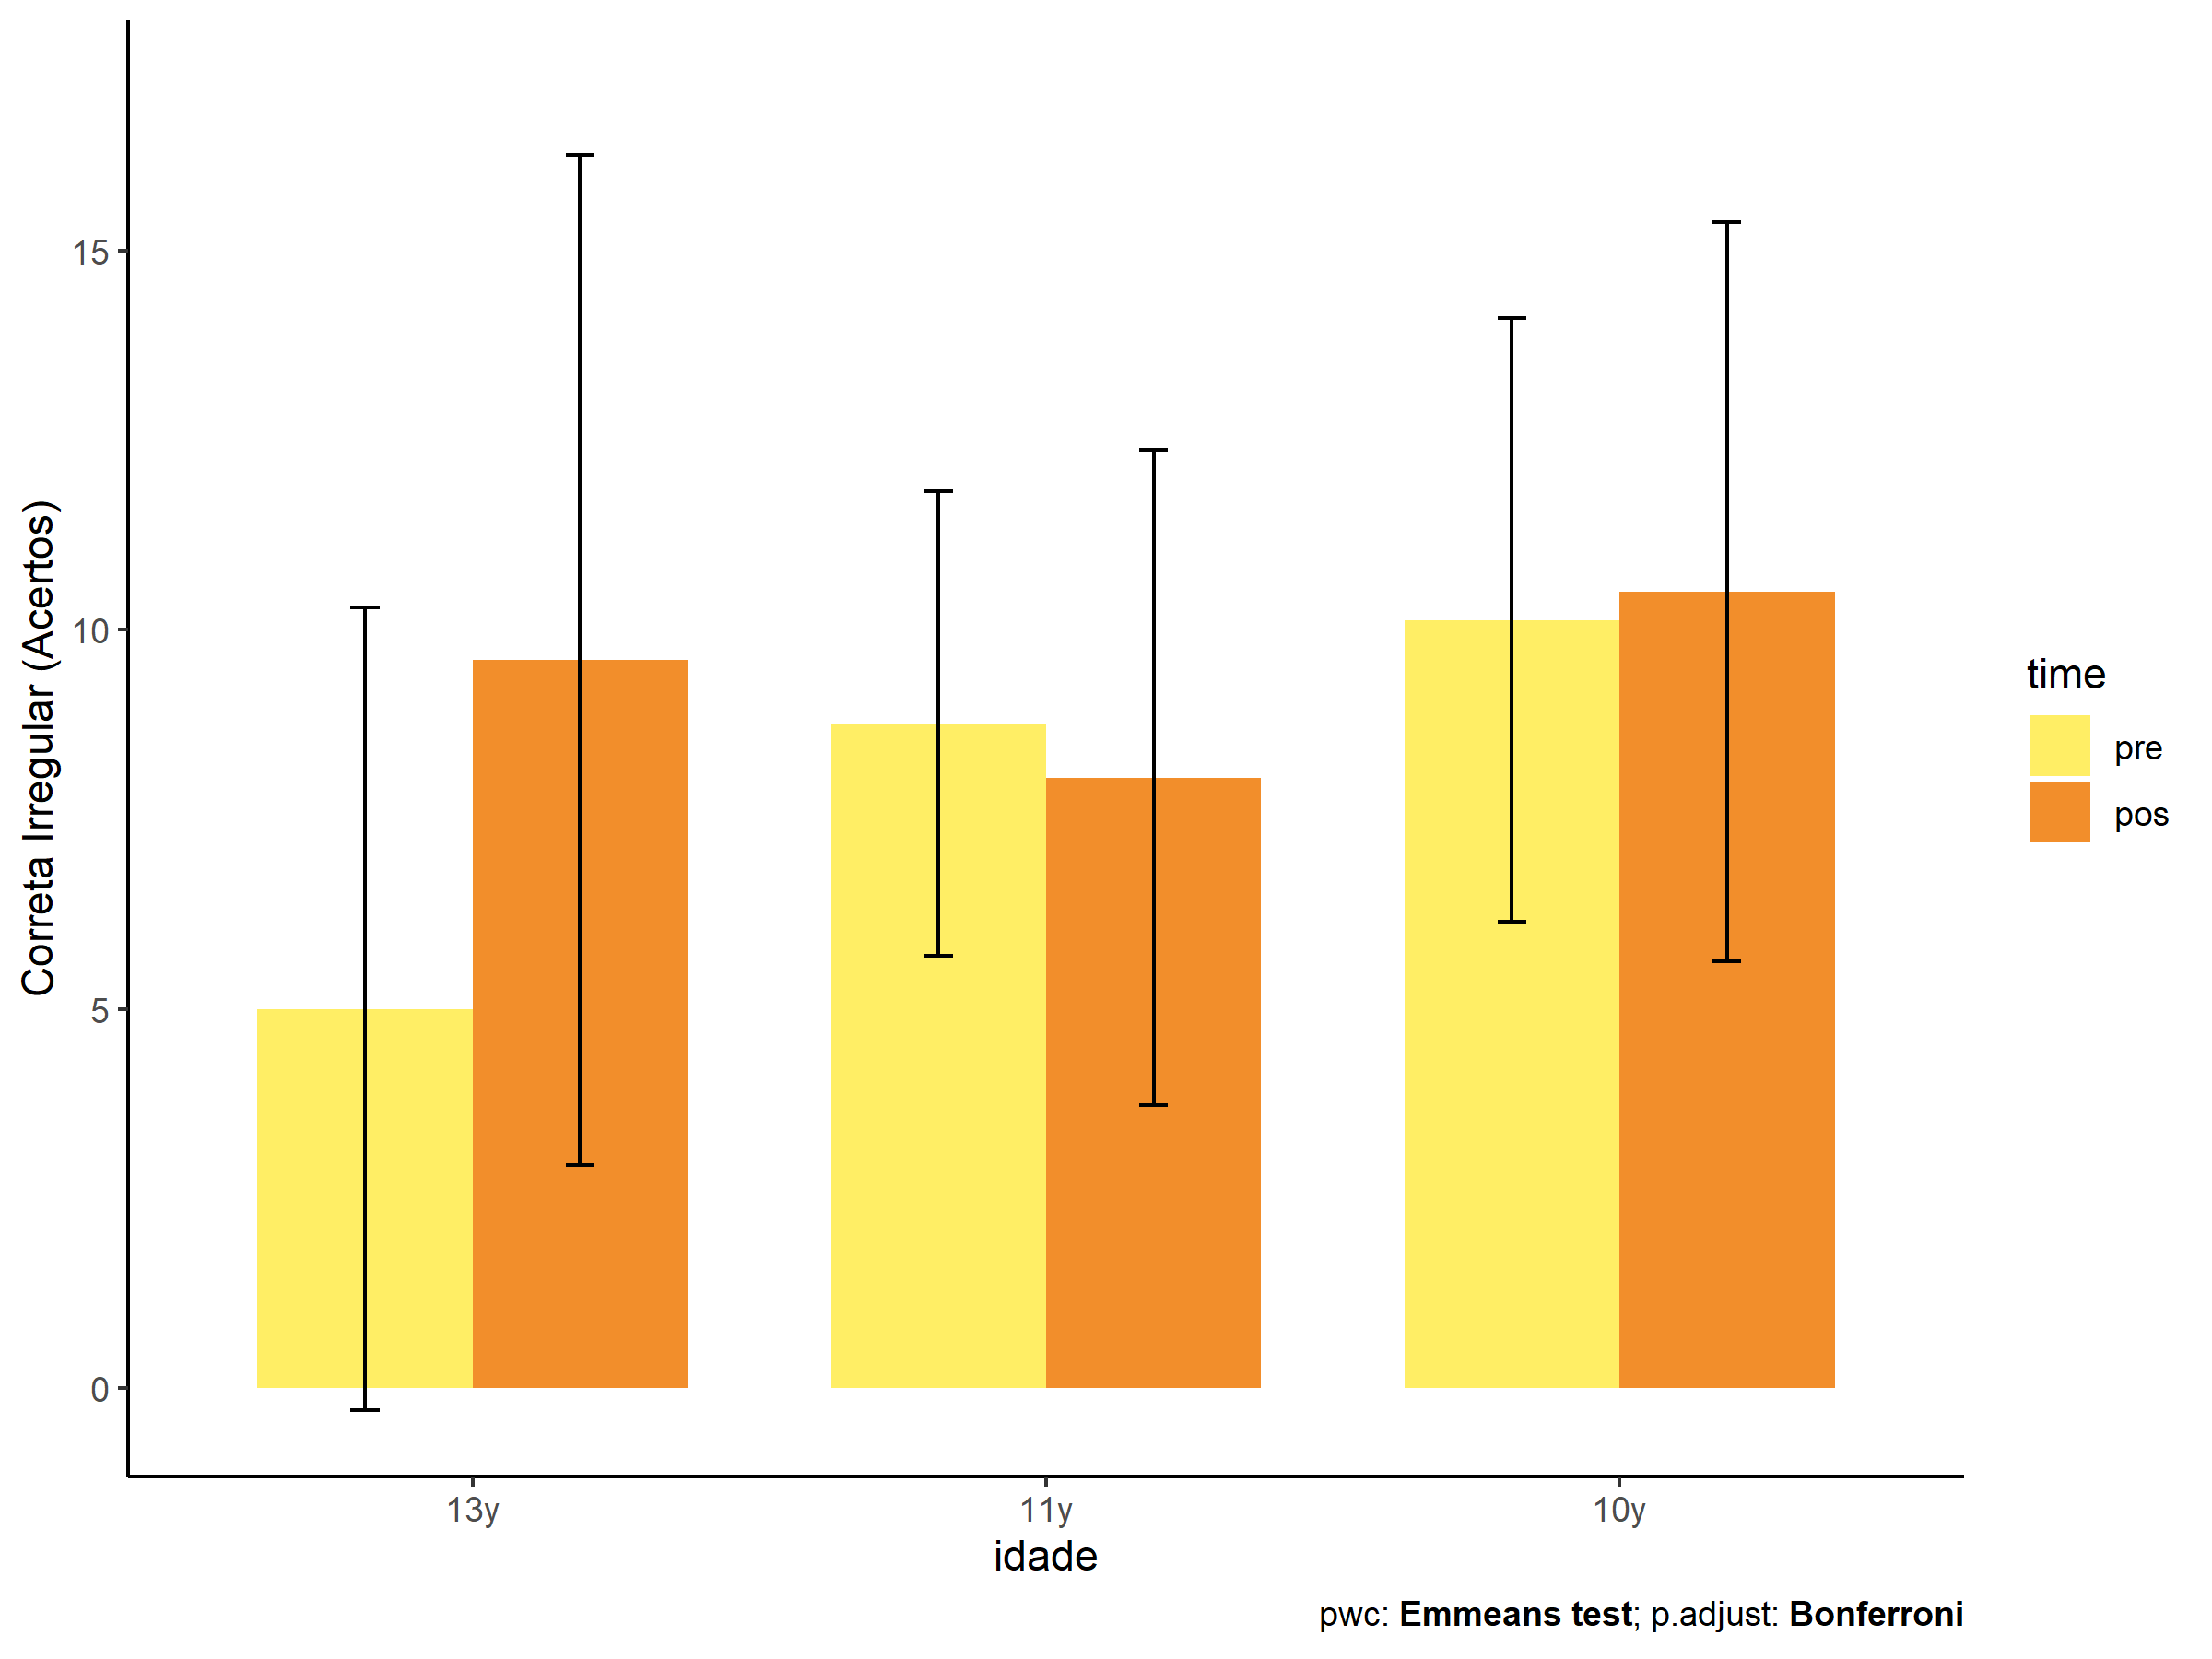 Correta Irregular (Acertos)
15
10
5
0
13y
11y
10y
idade
time
pre
pos
pwc: Emmeans test; p.adjust: Bonferroni